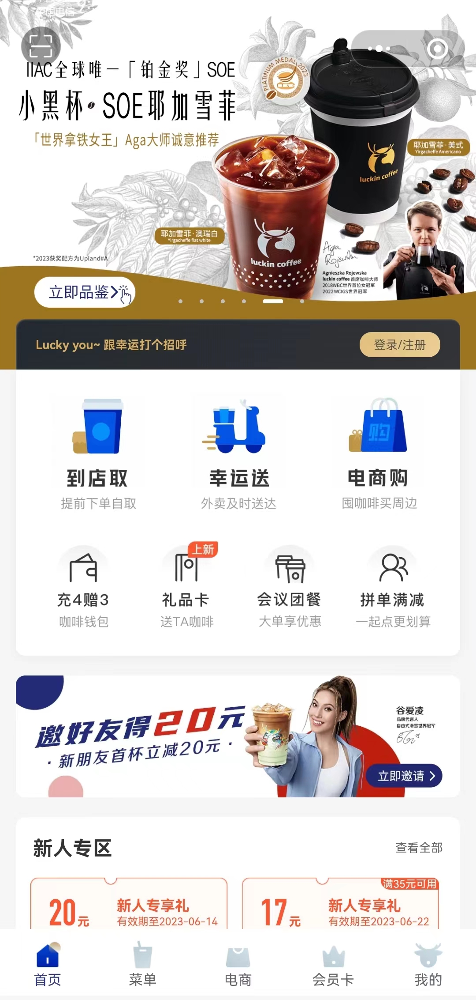 中国电信
IIAC全球唯一「铂金奖」SOE
小黑杯·SOE耶加雪菲
「世界拿铁女王」Aga大师诚意推荐
PLATINUM MEDAL 2023
IIAC
耶加雪菲·美式
Yirgacheffe Americano
luckin coffee
耶加雪菲·澳瑞白
Yirgacheffe flat white
luckin coffee
Aga
Rojewska
*2023获奖配方为Upland#A
Agnieszka Rojewska
luckin coffee 首席咖啡大师
2018WBC世界首位女冠军
2022WCIGS世界冠军
立即品鉴
Lucky you~ 跟幸运打个招呼
登录/注册
购
到店取
幸运送
电商购
提前下单自取
外卖及时送达
囤咖啡买周边
上新
充4赠3
礼品卡
会议团餐
拼单满减
咖啡钱包
送TA咖啡
大单享优惠
一起点更划算
邀好友得20元
·新朋友首杯立减20元·
谷爱凌
品牌代言人
自由式滑雪世界冠军
立即邀请
新人专区
查看全部
满35元可用
20元
新人专享礼
有效期至2023-06-14
17元
新人专享礼
有效期至2023-06-22
首页
菜单
电商
会员卡
我的